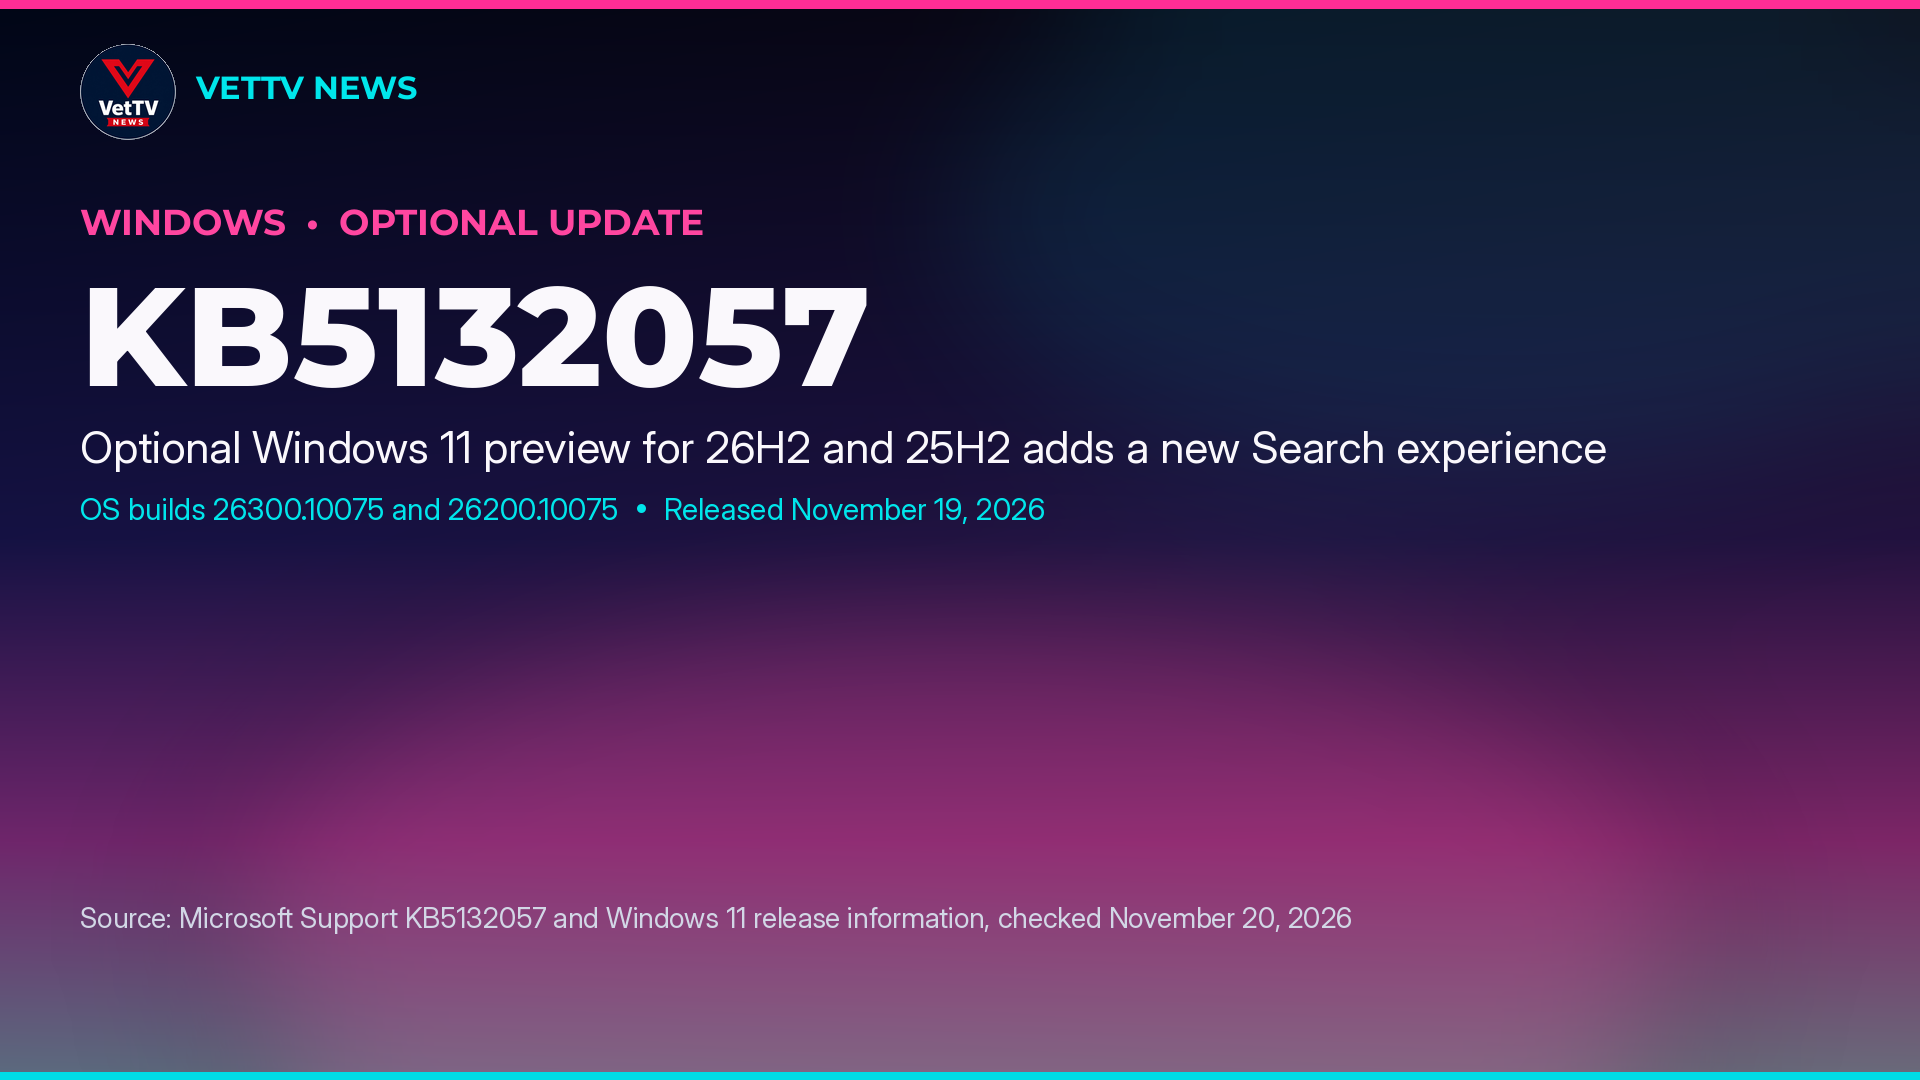 VetTV
NEWS
VETTV NEWS
WINDOWS • OPTIONAL UPDATE
KB5132057
Optional Windows 11 preview for 26H2 and 25H2 adds a new Search experience
OS builds 26300.10075 and 26200.10075 • Released November 19, 2026
Source: Microsoft Support KB5132057 and Windows 11 release information, checked November 20, 2026